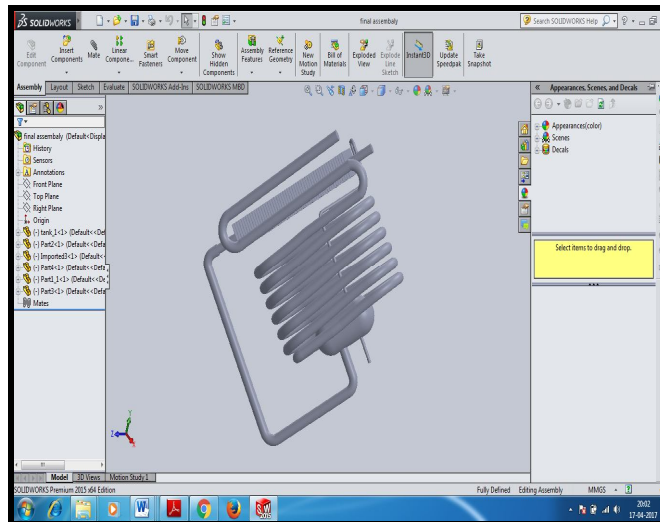 SOLIDWORKS
final assembaly
Search SOLIDWORKS Help
Edit Component
Insert Components
Mate
Linear Compone...
Smart Fasteners
Move Component
Show Hidden Components
Assembly Features
Reference Geometry
New Motion Study
Bill of Materials
Exploded View
Explode Line Sketch
Instant3D
Update Speedpak
Take Snapshot
Assembly Layout Sketch Evaluate SOLIDWORKS Add-Ins SOLIDWORKS MBD
Appearances, Scenes, and Decals
final assembaly (Default<Displa
History
Sensors
Annotations
Front Plane
Top Plane
Right Plane
Origin
(-) tank_1<1> (Default<<Def
(-) Part2<1> (Default<<Defa
(-) Imported3<1> (Default<
(-) Part4<1> (Default<<Defa
(-) Part1_1<1> (Default<<De
(-) Part3<1> (Default<<Defa
Mates
Appearances(color)
Scenes
Decals
Select items to drag and drop.
Y
Z
X
Model 3D Views Motion Study 1
SOLIDWORKS Premium 2015 x64 Edition
Fully Defined Editing Assembly MMGS
20:02
17-04-2017